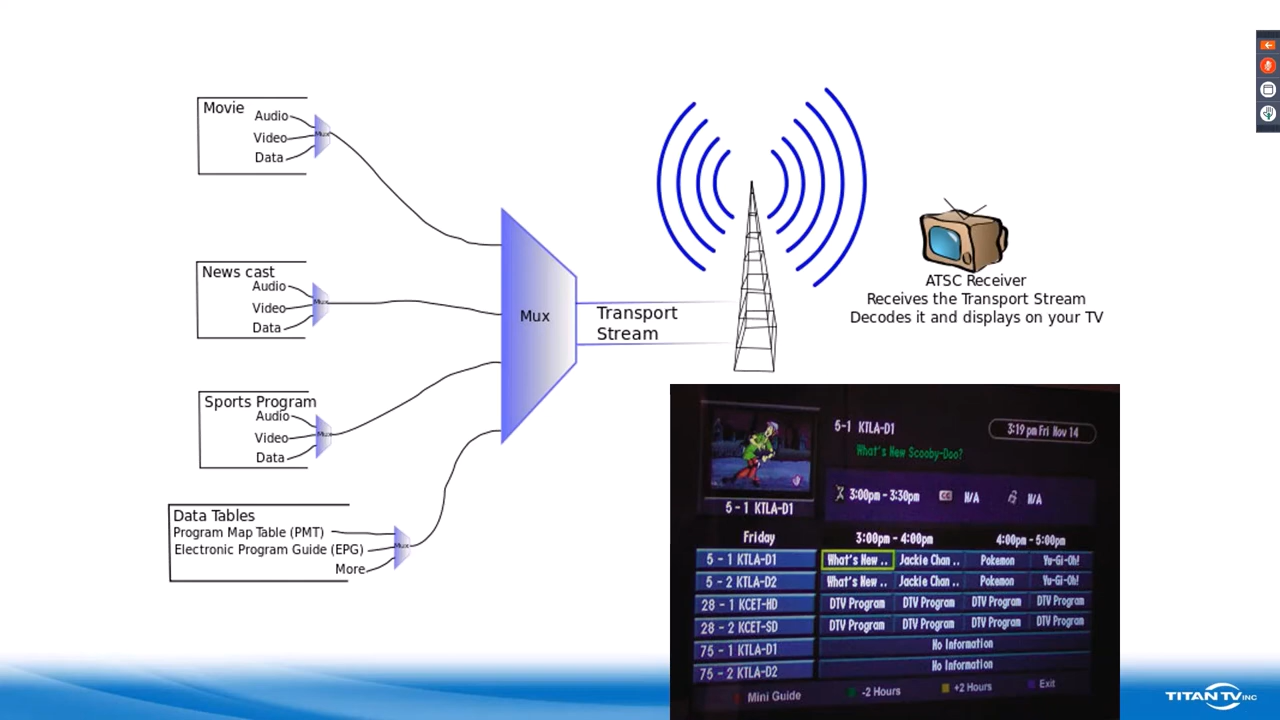 Movie
Audio
Video
Data
Mux
News cast
Audio
Video
Data
Mux
Sports Program
Audio
Video
Data
Mux
Data Tables
Program Map Table (PMT)
Electronic Program Guide (EPG)
More
Mux
Mux
Transport
Stream
ATSC Receiver
Receives the Transport Stream
Decodes it and displays on your TV
5-1 KTLA-D1
3:19 pm Fri Nov 14
What's New Scooby-Doo?
3:00pm - 3:30pm CC N/A N/A
5 - 1 KTLA-D1
Friday 3:00pm - 4:00pm 4:00pm - 5:00pm
5 - 1 KTLA-D1 What's New .. Jackie Chan .. Pokemon Yu-Gi-Oh!
5 - 2 KTLA-D2 What's New .. Jackie Chan .. Pokemon Yu-Gi-Oh!
28 - 1 KCET-HD DTV Program DTV Program DTV Program DTV Program
28 - 2 KCET-SD DTV Program DTV Program DTV Program DTV Program
75 - 1 KTLA-D1 No Information
75 - 2 KTLA-D2 No Information
Mini Guide -2 Hours +2 Hours Exit
TITANTV INC